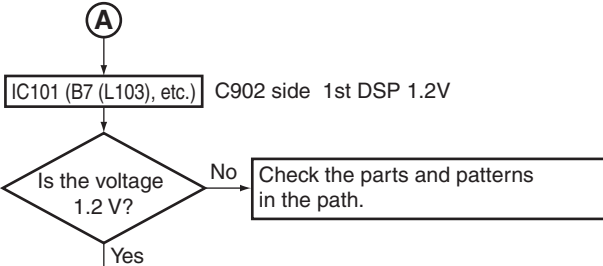 A
IC101 (B7 (L103), etc.) C902 side 1st DSP 1.2V
Is the voltage
1.2 V?
No
Check the parts and patterns
in the path.
Yes